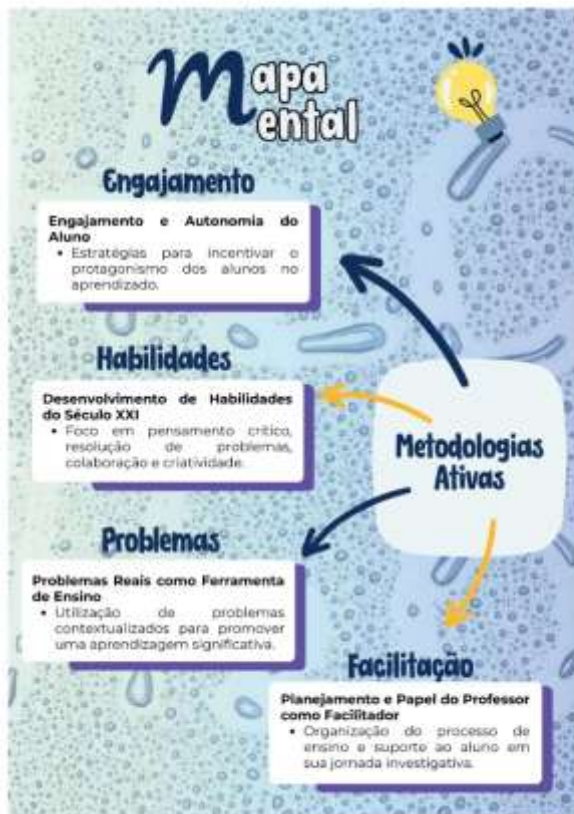 Mapa
ental
Engajamento
Engajamento e Autonomia do
Aluno
• Estratégias para incentivar o
protagonismo dos alunos no
aprendizado.
Habilidades
Desenvolvimento de Habilidades
do Século XXI
• Foco em pensamento crítico,
resolução de problemas,
colaboração e criatividade.
Metodologias
Ativas
Problemas
Problemas Reais como Ferramenta
de Ensino
• Utilização de problemas
contextualizados para promover
uma aprendizagem significativa.
Facilitação
Planejamento e Papel do Professor
como Facilitador
• Organização do processo de
ensino e suporte ao aluno em
sua jornada investigativa.